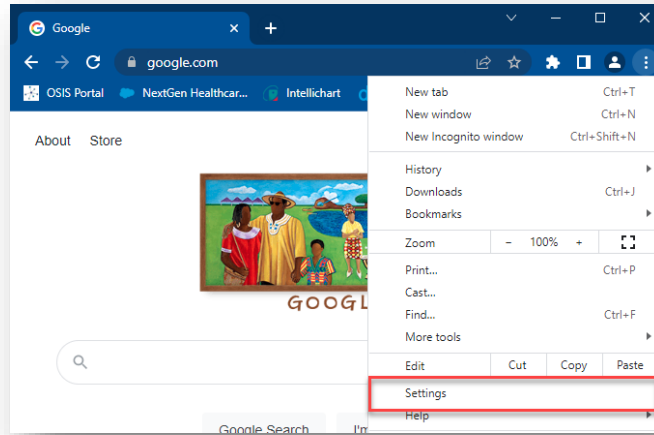 Google
google.com
OSIS Portal NextGen Healthcar... Intellichart
About Store
GOOGL
Google Search I'm
New tab Ctrl+T
New window Ctrl+N
New Incognito window Ctrl+Shift+N
History
Downloads Ctrl+J
Bookmarks
Zoom - 100% +
Print... Ctrl+P
Cast...
Find... Ctrl+F
More tools
Edit Cut Copy Paste
Settings
Help